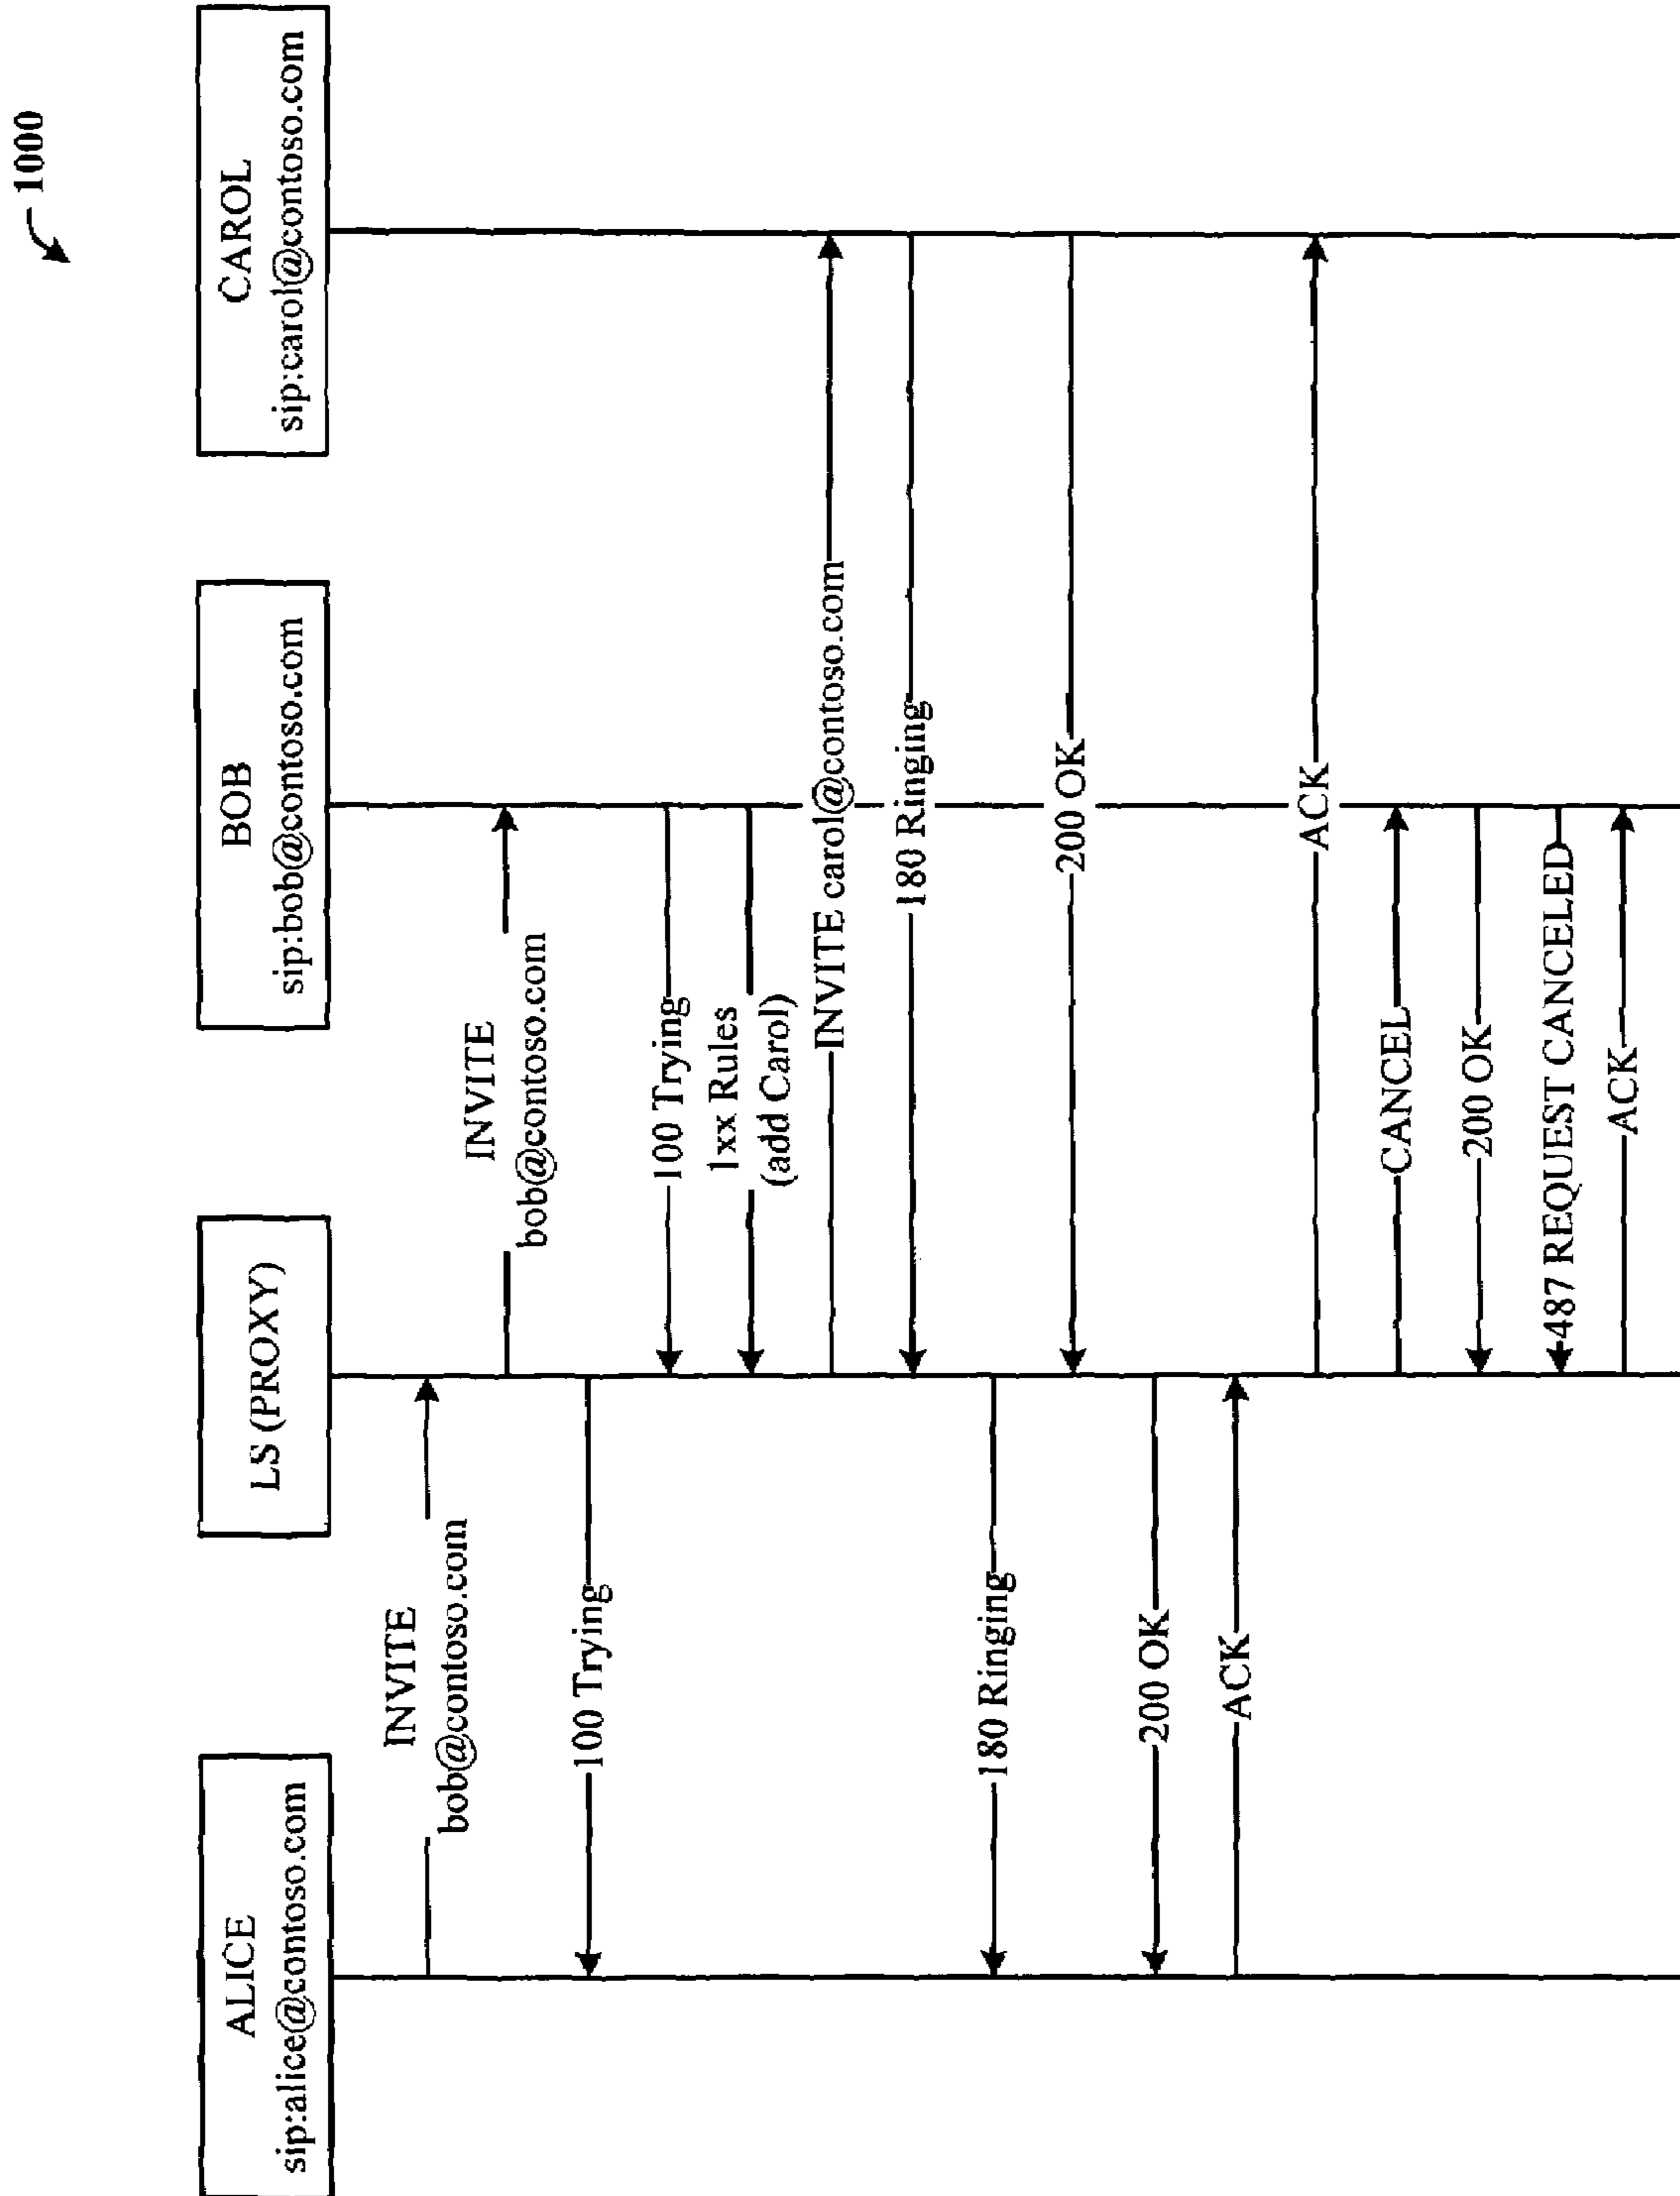 1000
ALICE
sip:alice@contoso.com
LS (PROXY)
BOB
sip:bob@contoso.com
CAROL
sip:carol@contoso.com
INVITE
bob@contoso.com
INVITE
bob@contoso.com
100 Trying
100 Trying
1xx Rules
(add Carol)
INVITE carol@contoso.com
180 Ringing
180 Ringing
200 OK
200 OK
ACK
ACK
CANCEL
200 OK
487 REQUEST CANCELED
ACK